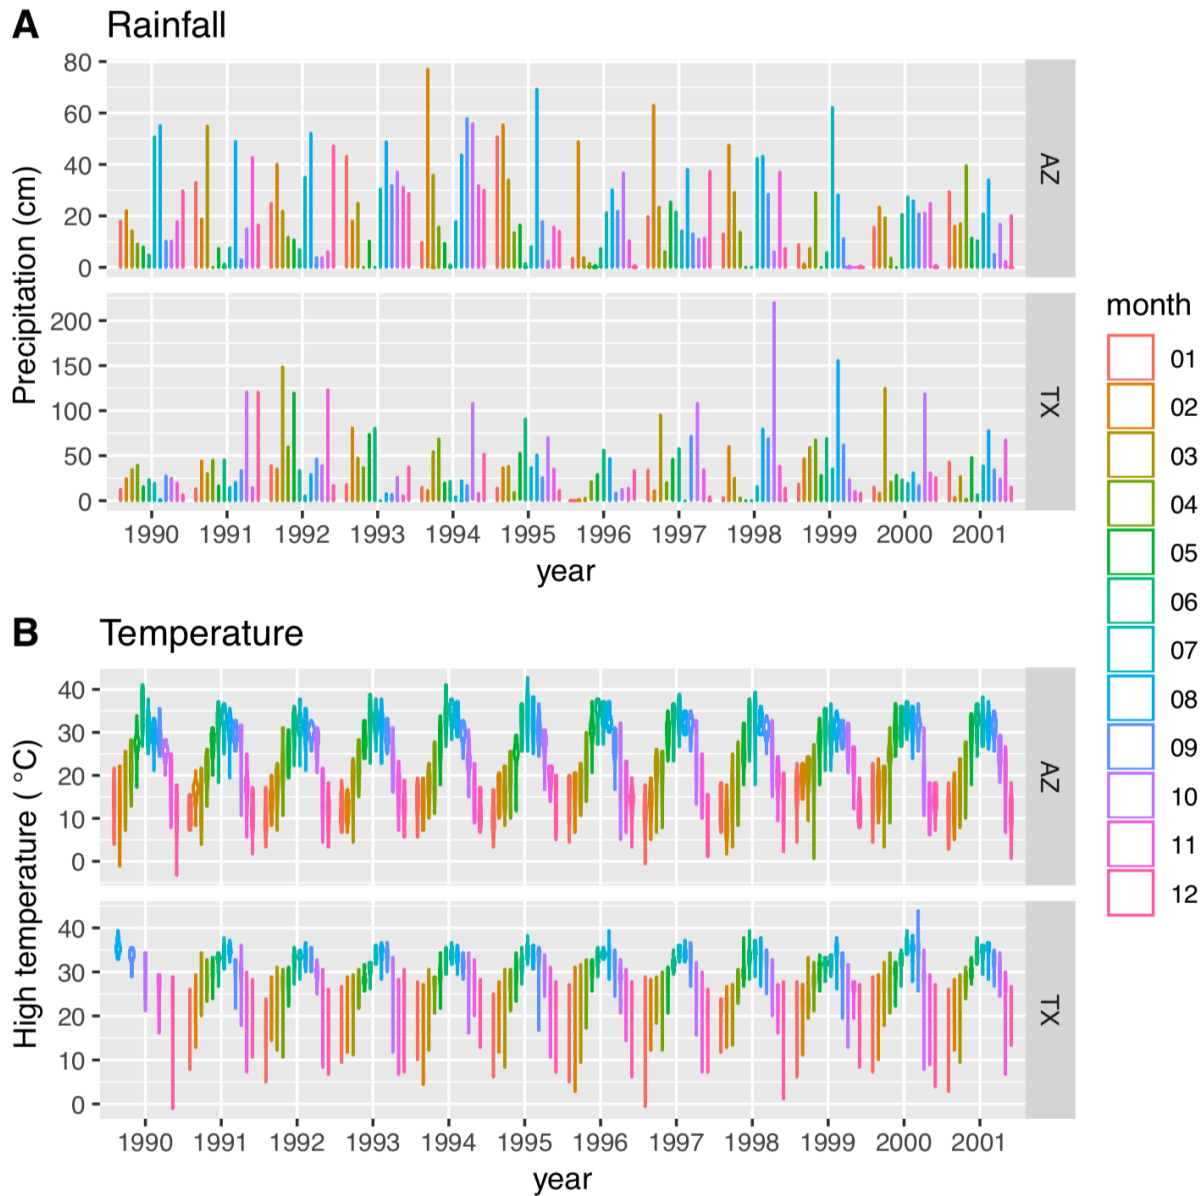 A Rainfall
80
60
40
20
0
AZ
200
150
100
50
0
TX
Precipitation (cm)
1990 1991 1992 1993 1994 1995 1996 1997 1998 1999 2000 2001
year
B Temperature
40
30
20
10
0
AZ
40
30
20
10
0
TX
High temperature ( °C)
1990 1991 1992 1993 1994 1995 1996 1997 1998 1999 2000 2001
year
month
01
02
03
04
05
06
07
08
09
10
11
12